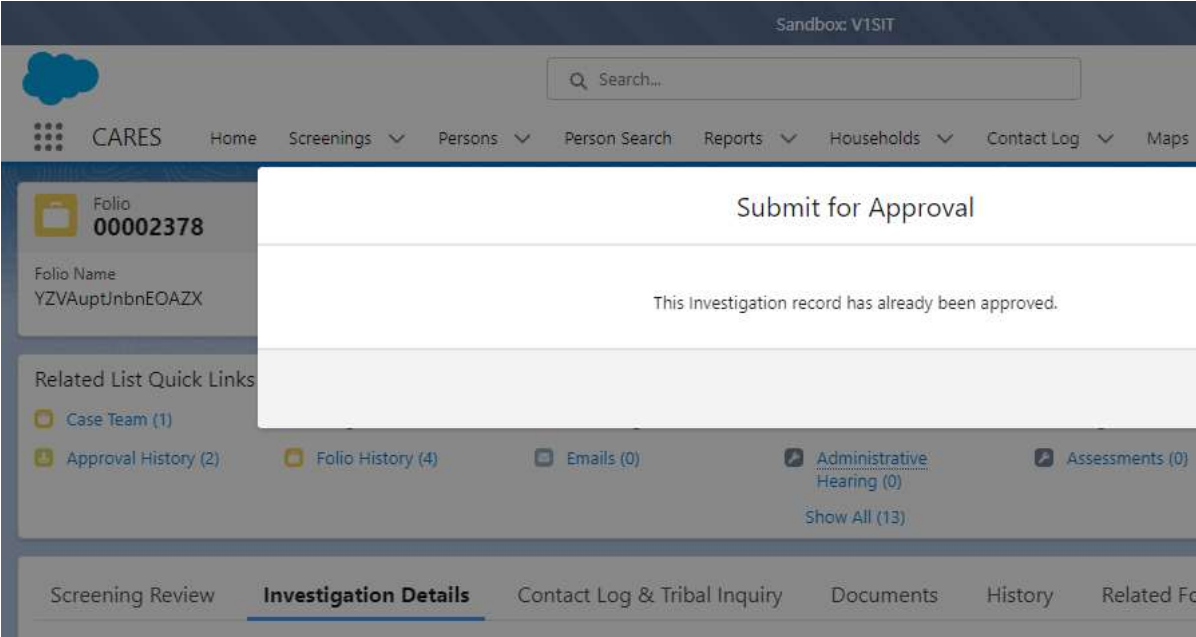 Sandbox: V1SIT
Search...
CARES Home Screenings Persons Person Search Reports Households Contact Log Maps
Folio
00002378
Folio Name
YZVAuptJnbnEOAZX
Submit for Approval
This Investigation record has already been approved.
Related List Quick Links
Case Team (1)
Approval History (2) Folio History (4) Emails (0) Administrative Hearing (0) Assessments (0)
Show All (13)
Screening Review Investigation Details Contact Log & Tribal Inquiry Documents History Related Fo